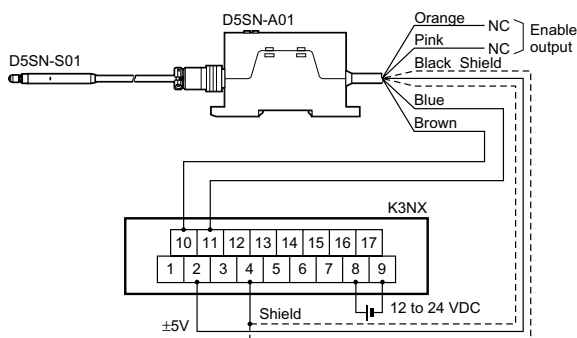 D5SN-A01
Orange
NC
Enable
output
Pink
NC
D5SN-S01
Black Shield
Blue
Brown
K3NX
10 11 12 13 14 15 16 17
1 2 3 4 5 6 7 8 9
Shield
12 to 24 VDC
±5V